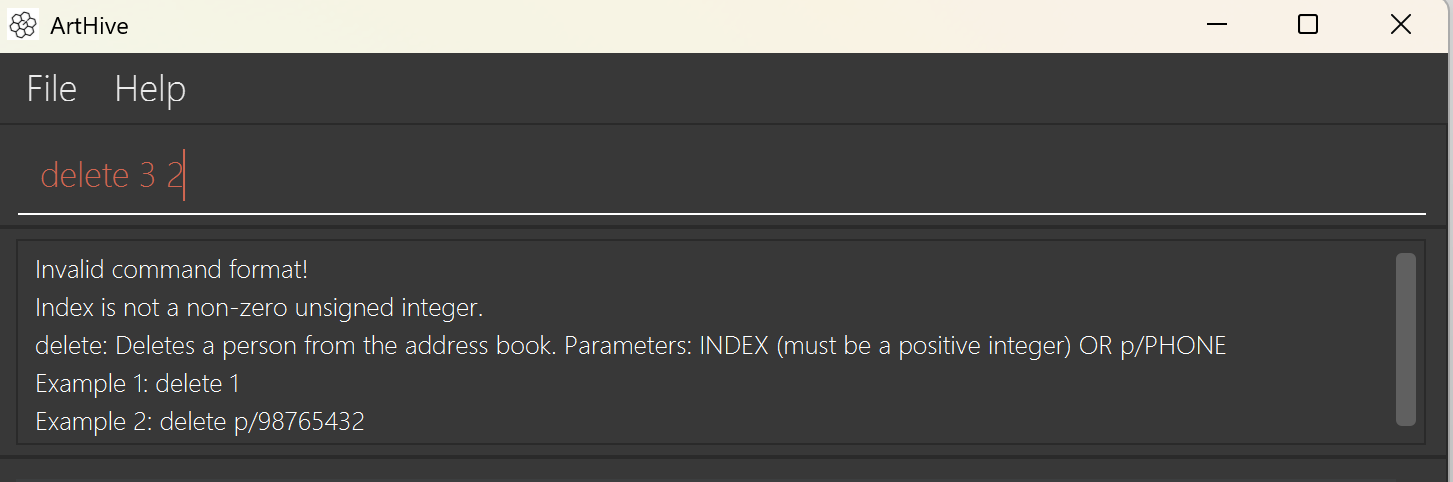 ArtHive
File Help
delete 3 2
Invalid command format!
Index is not a non-zero unsigned integer.
delete: Deletes a person from the address book. Parameters: INDEX (must be a positive integer) OR p/PHONE
Example 1: delete 1
Example 2: delete p/98765432